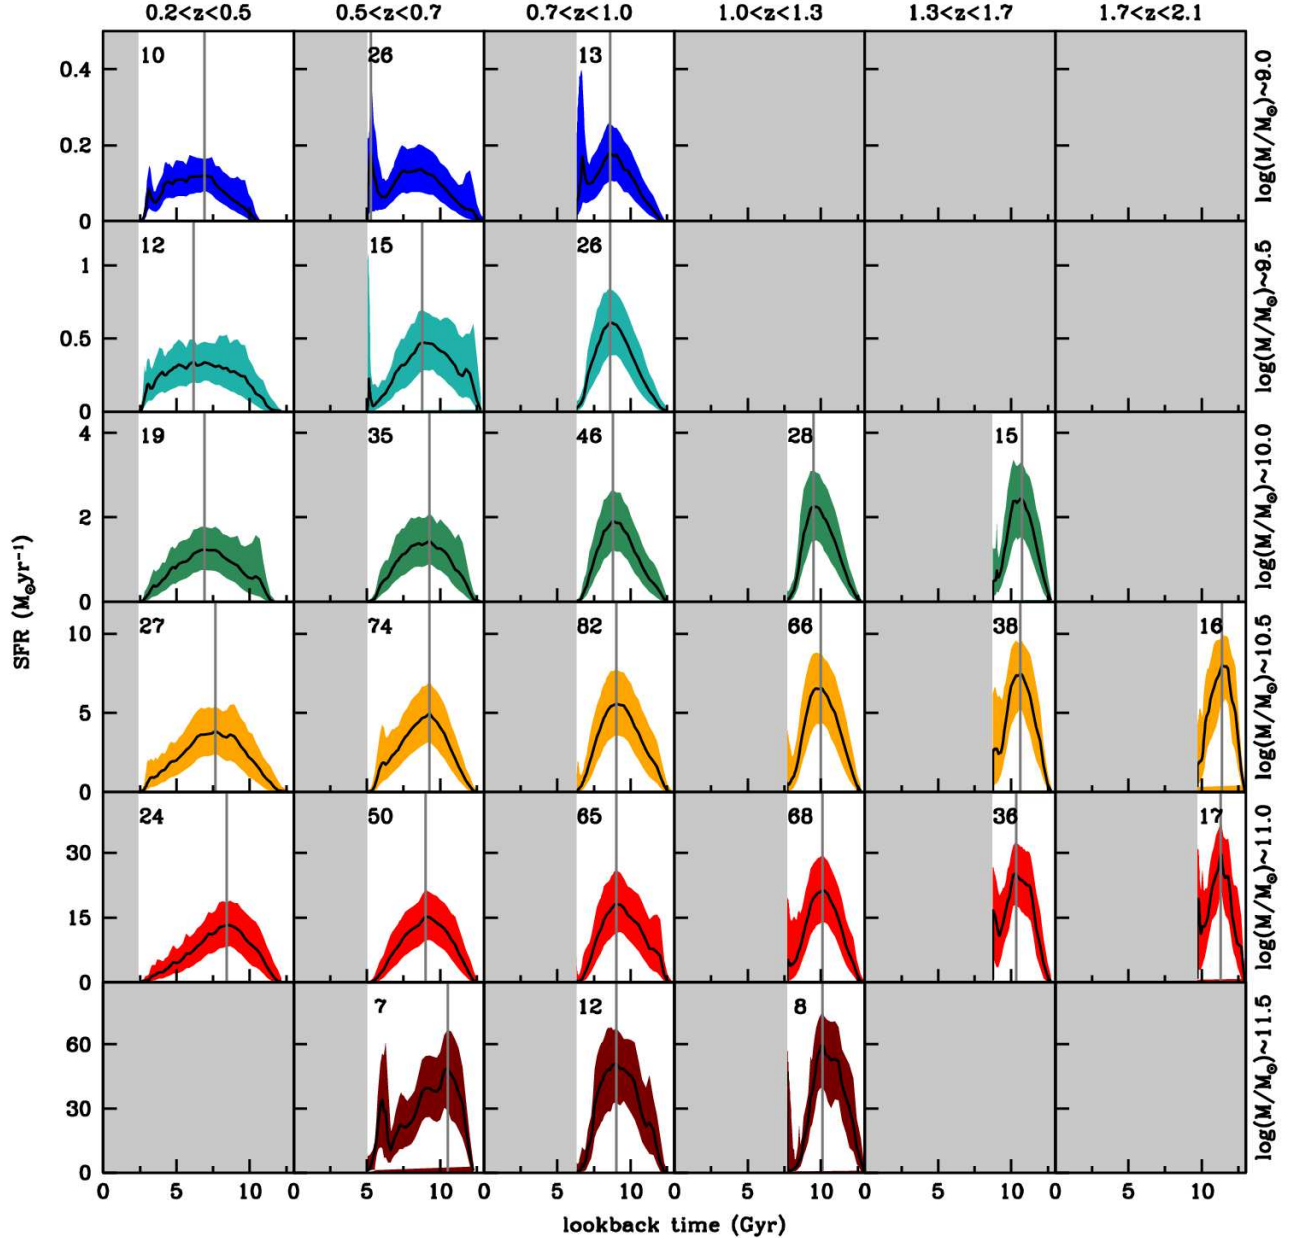 0.2<z<0.5 0.5<z<0.7 0.7<z<1.0 1.0<z<1.3 1.3<z<1.7 1.7<z<2.1
10 26 13
0.4
0.2
0
log(M/M⊙)~9.0
12 15 26
1
0.5
0
log(M/M⊙)~9.5
19 35 46 28 15
4
2
0
log(M/M⊙)~10.0
27 74 82 66 38 16
10
5
0
log(M/M⊙)~10.5
24 50 65 68 36 17
30
15
0
log(M/M⊙)~11.0
7 12 8
60
30
0
log(M/M⊙)~11.5
SFR (M⊙yr⁻¹)
0 5 10 0 5 10 0 5 10 0 5 10 0 5 10 0 5 10
lookback time (Gyr)